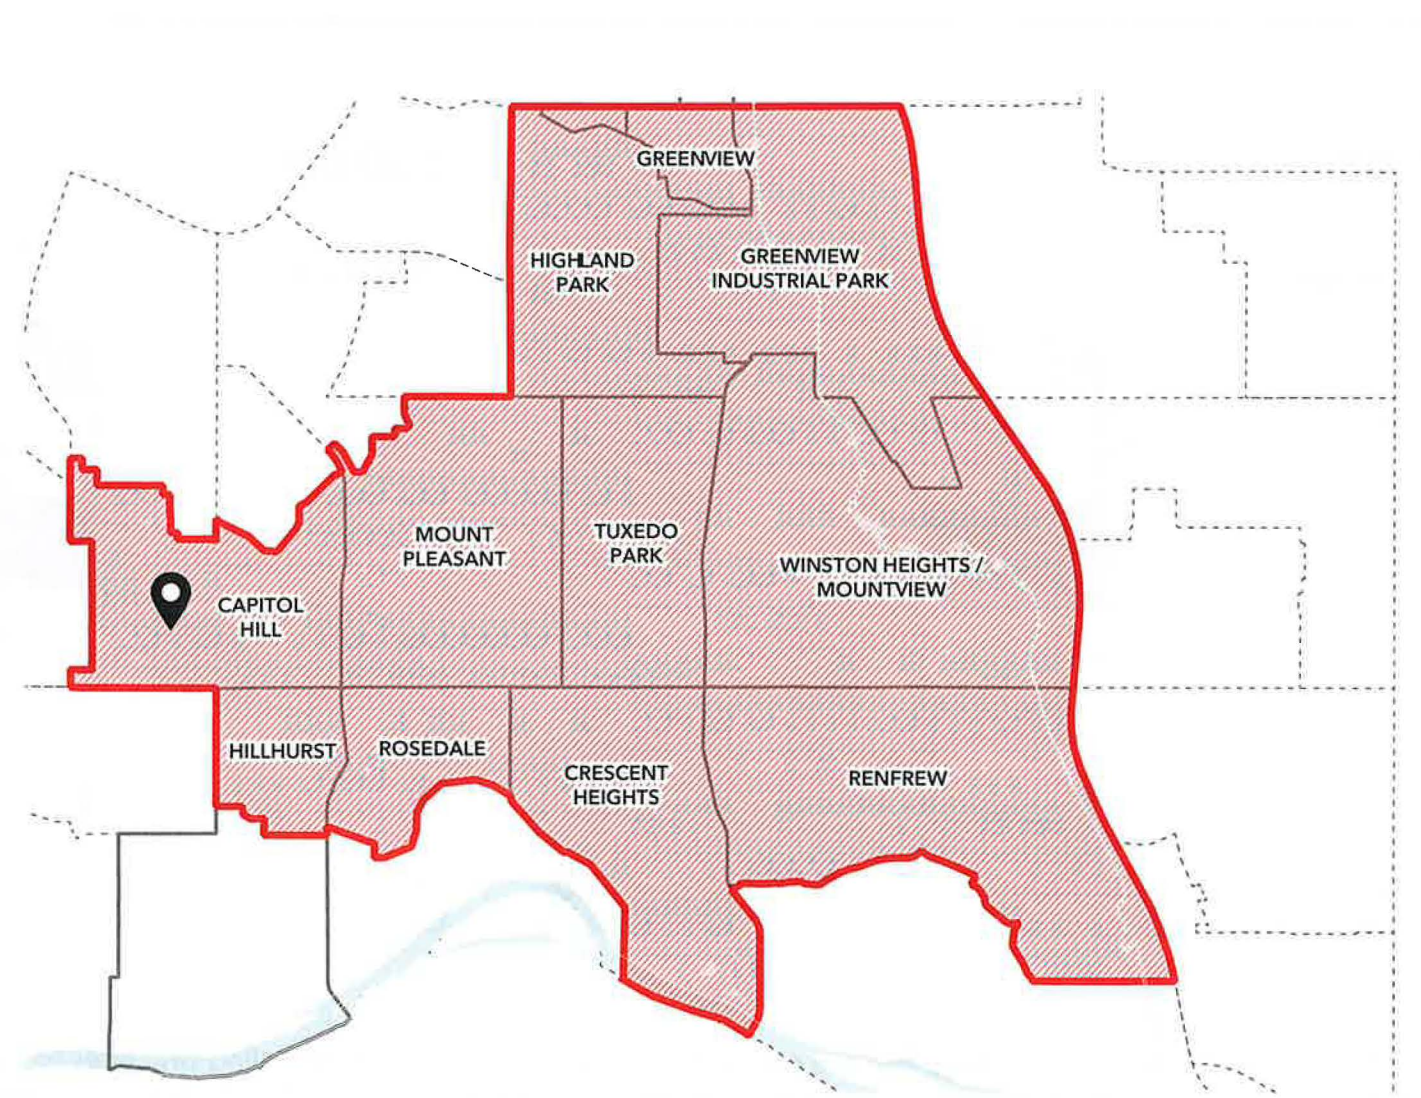 GREENVIEW
HIGHLAND
PARK
GREENVIEW
INDUSTRIAL PARK
MOUNT
PLEASANT
TUXEDO
PARK
WINSTON HEIGHTS /
MOUNTVIEW
CAPITOL
HILL
HILLHURST
ROSEDALE
CRESCENT
HEIGHTS
RENFREW